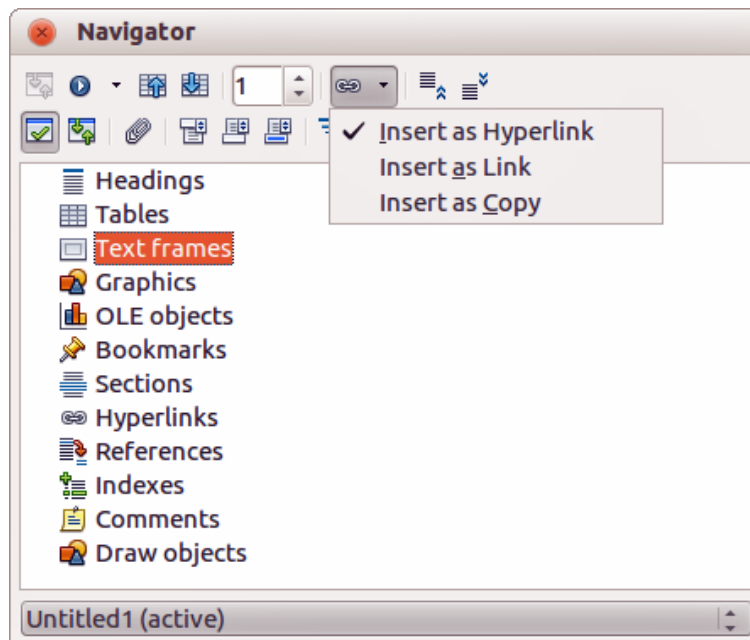 Navigator
1
Insert as Hyperlink
Insert as Link
Insert as Copy
Headings
Tables
Text frames
Graphics
OLE objects
Bookmarks
Sections
Hyperlinks
References
Indexes
Comments
Draw objects
Untitled1 (active)